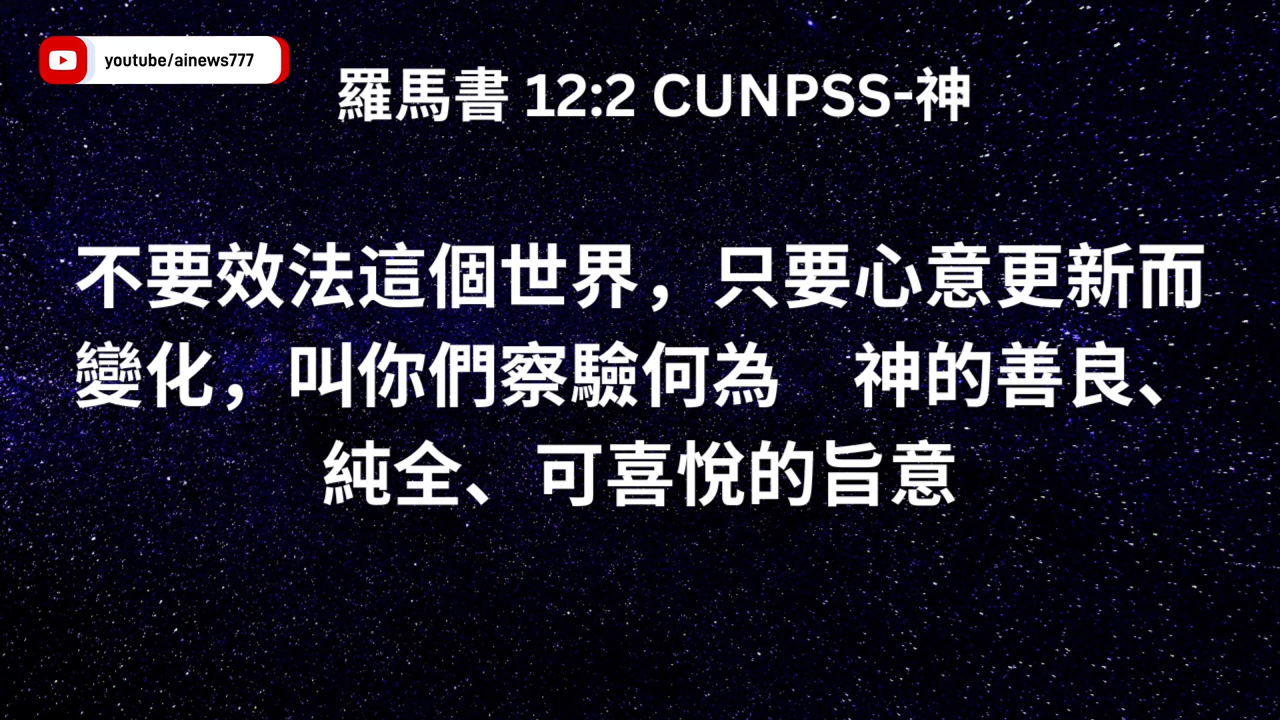 youtube/ainews777
羅馬書 12:2 CUNPSS-神
不要效法這個世界，只要心意更新而
變化，叫你們察驗何為　神的善良、
純全、可喜悅的旨意